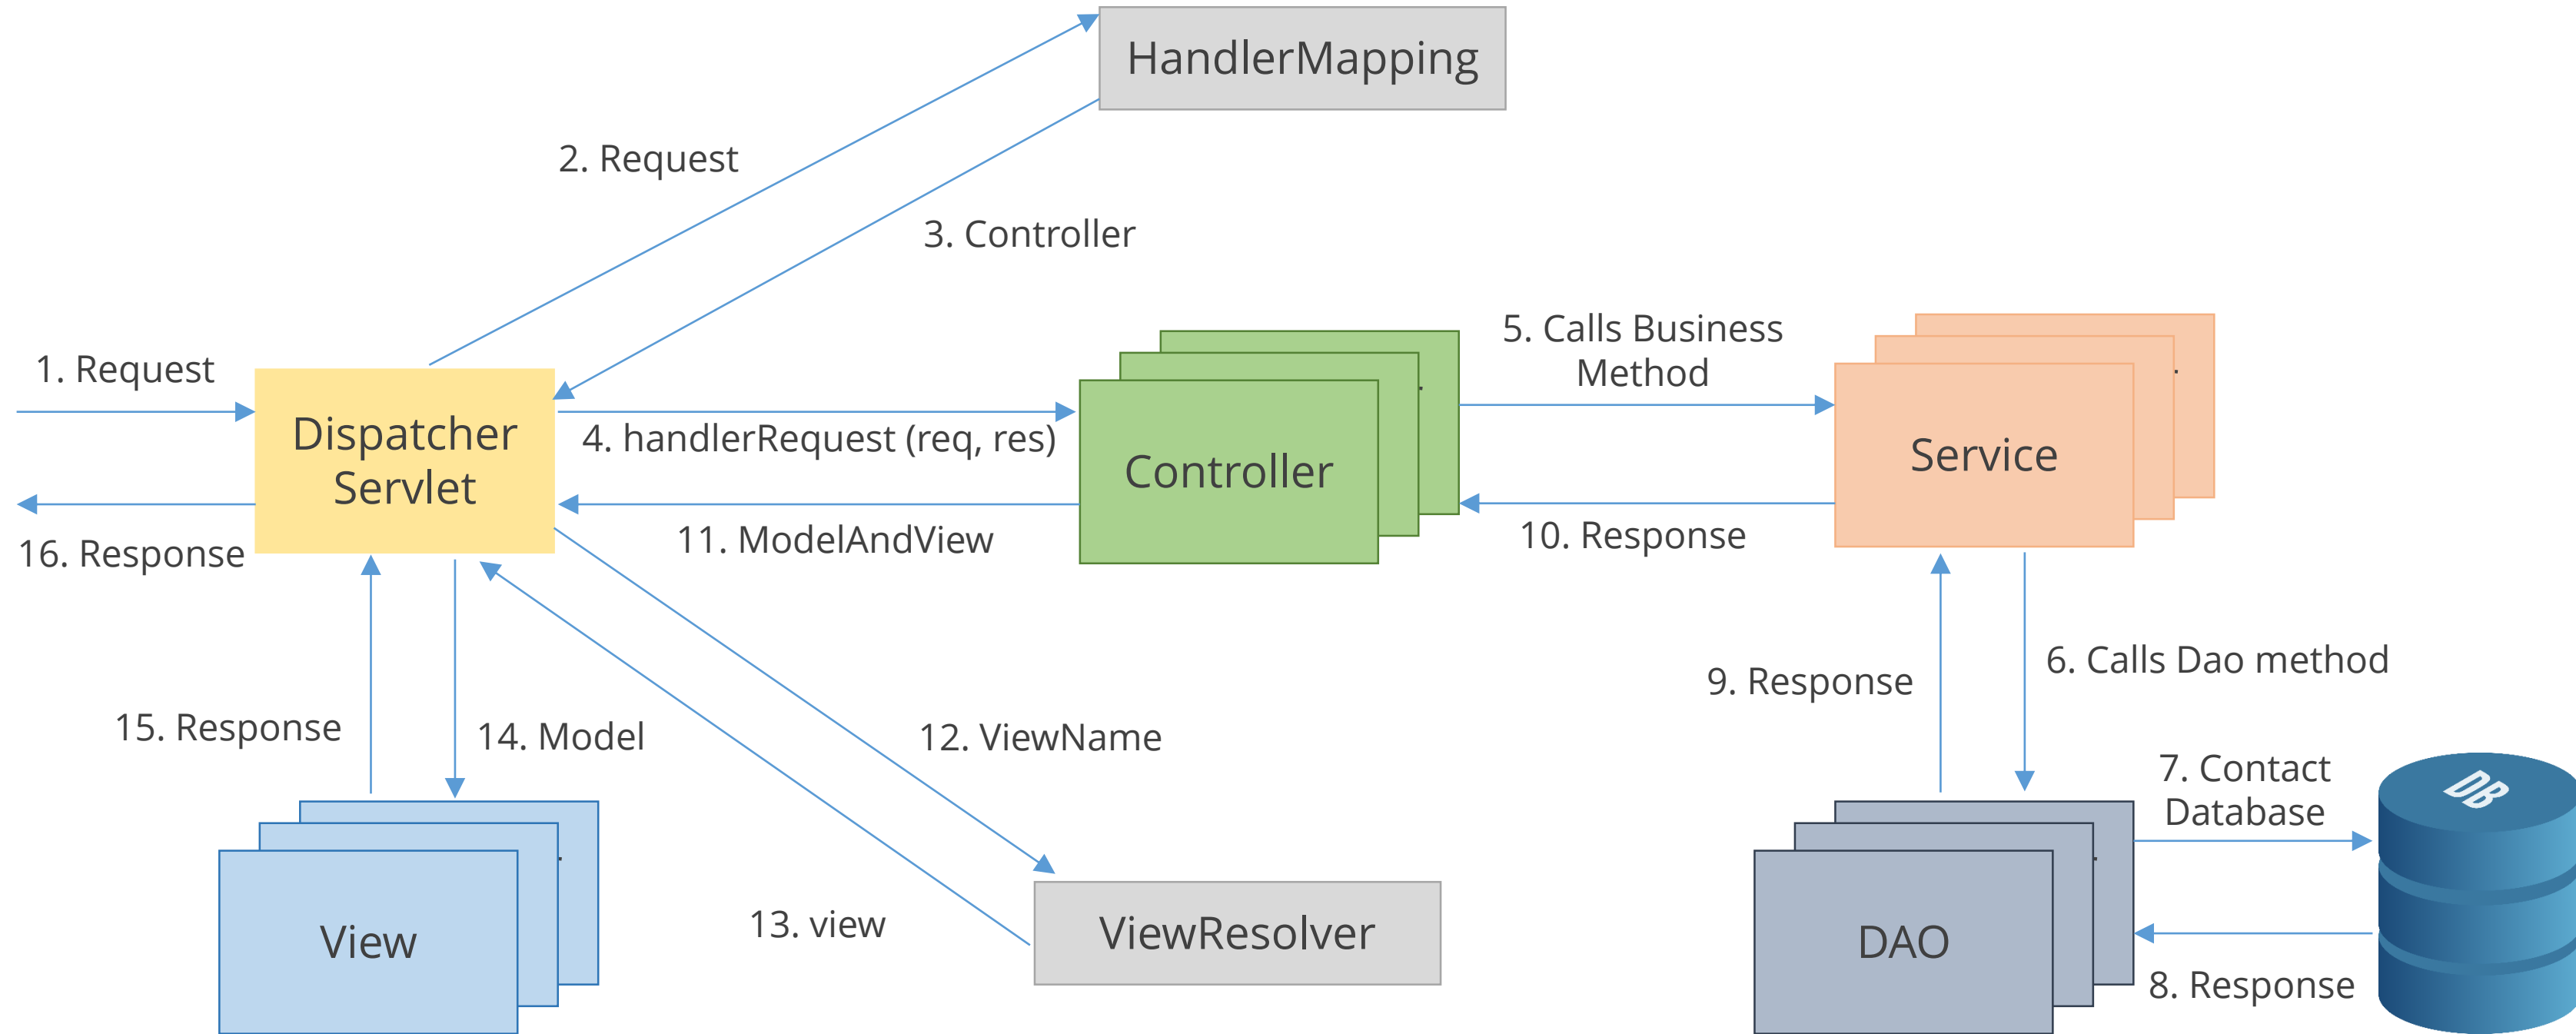 HandlerMapping
2. Request
3. Controller
1. Request
Dispatcher
Servlet
4. handlerRequest (req, res)
Controller
5. Calls Business
Method
Service
16. Response
11. ModelAndView
10. Response
9. Response
6. Calls Dao method
15. Response
14. Model
12. ViewName
7. Contact
Database
DB
View
13. view
ViewResolver
DAO
8. Response